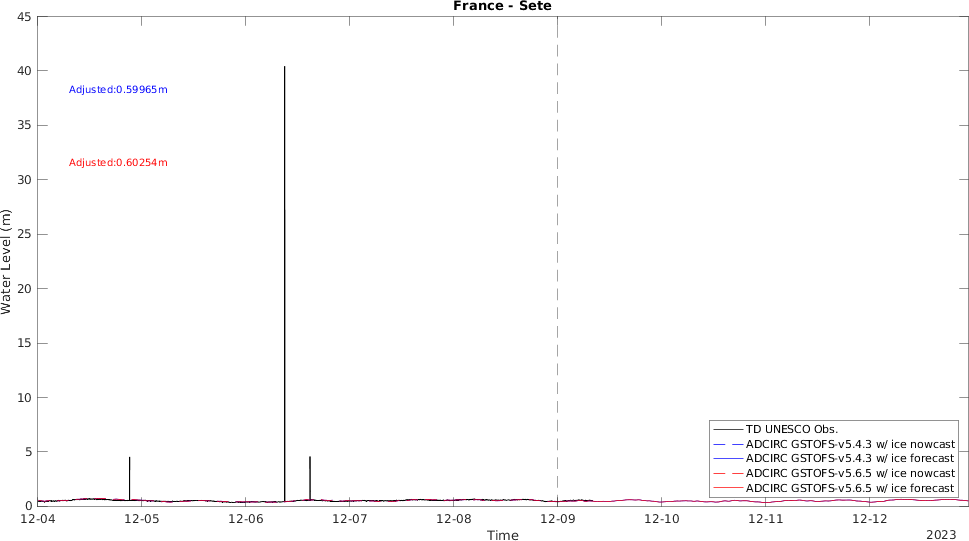 France - Sete
45
40
35
30
25
20
15
10
5
0
Water Level (m)
Adjusted:0.59965m
Adjusted:0.60254m
TD UNESCO Obs.
ADCIRC GSTOFS-v5.4.3 w/ ice nowcast
ADCIRC GSTOFS-v5.4.3 w/ ice forecast
ADCIRC GSTOFS-v5.6.5 w/ ice nowcast
ADCIRC GSTOFS-v5.6.5 w/ ice forecast
12-04 12-05 12-06 12-07 12-08 12-09 12-10 12-11 12-12
Time
2023